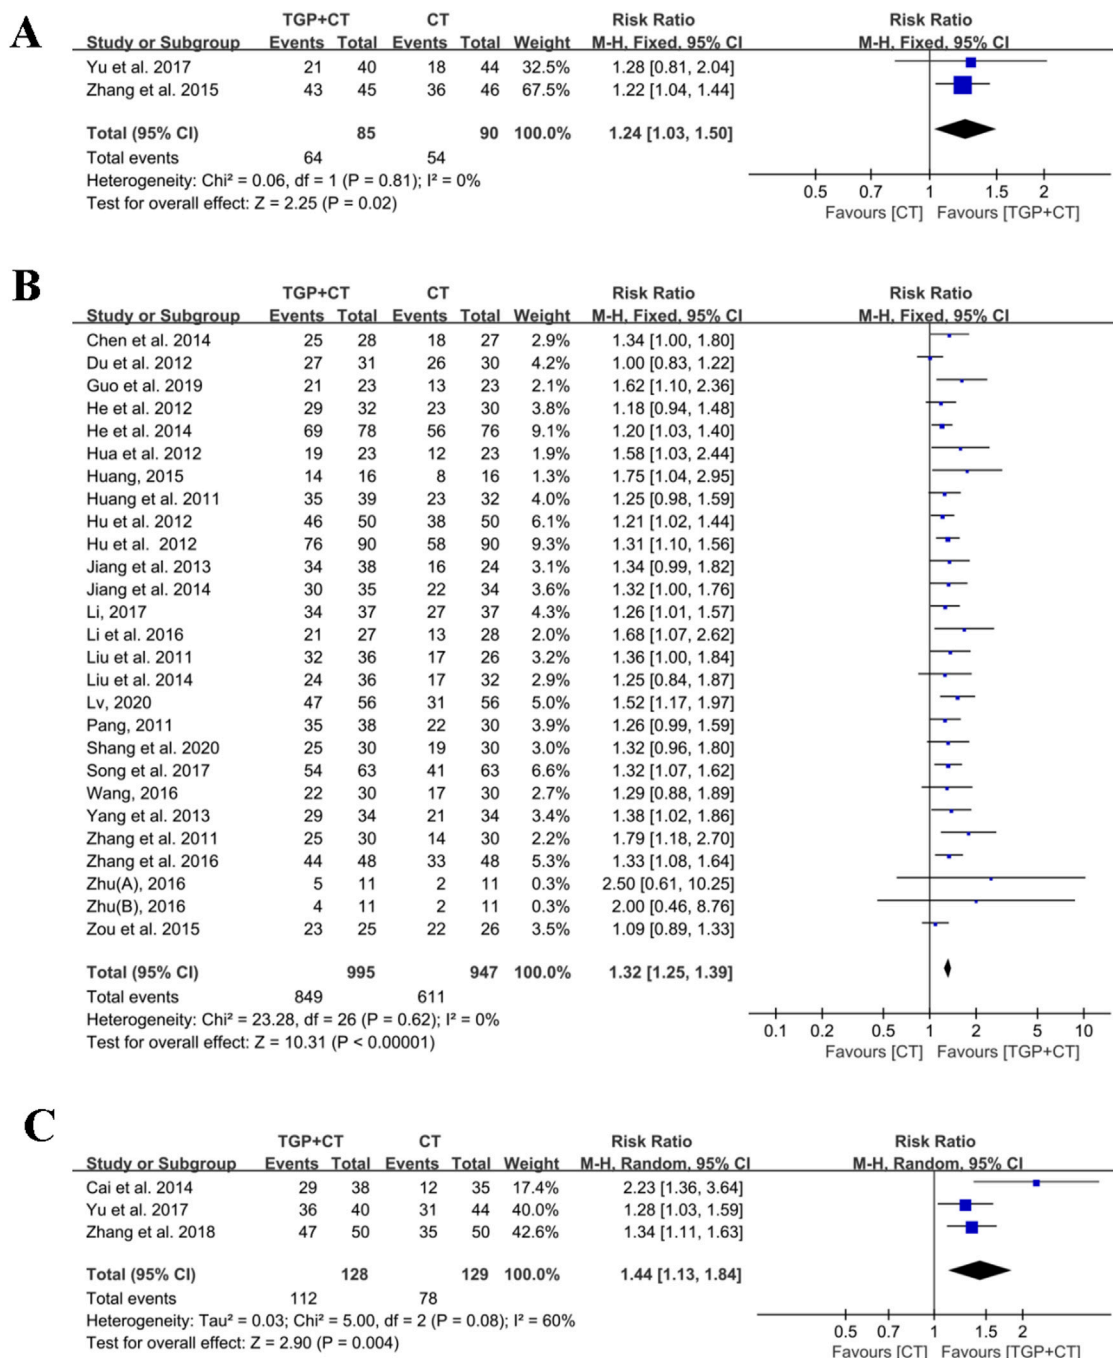 A
TGP+CT CT Risk Ratio Risk Ratio
Study or Subgroup Events Total Events Total Weight M-H, Fixed, 95% CI M-H, Fixed, 95% CI
Yu et al. 2017 21 40 18 44 32.5% 1.28 [0.81, 2.04]
Zhang et al. 2015 43 45 36 46 67.5% 1.22 [1.04, 1.44]
Total (95% CI) 85 90 100.0% 1.24 [1.03, 1.50]
Total events 64 54
Heterogeneity: Chi² = 0.06, df = 1 (P = 0.81); I² = 0%
Test for overall effect: Z = 2.25 (P = 0.02)
0.5 0.7 1 1.5 2
Favours [CT] Favours [TGP+CT]
B
TGP+CT CT Risk Ratio Risk Ratio
Study or Subgroup Events Total Events Total Weight M-H, Fixed, 95% CI M-H, Fixed, 95% CI
Chen et al. 2014 25 28 18 27 2.9% 1.34 [1.00, 1.80]
Du et al. 2012 27 31 26 30 4.2% 1.00 [0.83, 1.22]
Guo et al. 2019 21 23 13 23 2.1% 1.62 [1.10, 2.36]
He et al. 2012 29 32 23 30 3.8% 1.18 [0.94, 1.48]
He et al. 2014 69 78 56 76 9.1% 1.20 [1.03, 1.40]
Hua et al. 2012 19 23 12 23 1.9% 1.58 [1.03, 2.44]
Huang, 2015 14 16 8 16 1.3% 1.75 [1.04, 2.95]
Huang et al. 2011 35 39 23 32 4.0% 1.25 [0.98, 1.59]
Hu et al. 2012 46 50 38 50 6.1% 1.21 [1.02, 1.44]
Hu et al. 2012 76 90 58 90 9.3% 1.31 [1.10, 1.56]
Jiang et al. 2013 34 38 16 24 3.1% 1.34 [0.99, 1.82]
Jiang et al. 2014 30 35 22 34 3.6% 1.32 [1.00, 1.76]
Li, 2017 34 37 27 37 4.3% 1.26 [1.01, 1.57]
Li et al. 2016 21 27 13 28 2.0% 1.68 [1.07, 2.62]
Liu et al. 2011 32 36 17 26 3.2% 1.36 [1.00, 1.84]
Liu et al. 2014 24 36 17 32 2.9% 1.25 [0.84, 1.87]
Lv, 2020 47 56 31 56 5.0% 1.52 [1.17, 1.97]
Pang, 2011 35 38 22 30 3.9% 1.26 [0.99, 1.59]
Shang et al. 2020 25 30 19 30 3.0% 1.32 [0.96, 1.80]
Song et al. 2017 54 63 41 63 6.6% 1.32 [1.07, 1.62]
Wang, 2016 22 30 17 30 2.7% 1.29 [0.88, 1.89]
Yang et al. 2013 29 34 21 34 3.4% 1.38 [1.02, 1.86]
Zhang et al. 2011 25 30 14 30 2.2% 1.79 [1.18, 2.70]
Zhang et al. 2016 44 48 33 48 5.3% 1.33 [1.08, 1.64]
Zhu(A), 2016 5 11 2 11 0.3% 2.50 [0.61, 10.25]
Zhu(B), 2016 4 11 2 11 0.3% 2.00 [0.46, 8.76]
Zou et al. 2015 23 25 22 26 3.5% 1.09 [0.89, 1.33]
Total (95% CI) 995 947 100.0% 1.32 [1.25, 1.39]
Total events 849 611
Heterogeneity: Chi² = 23.28, df = 26 (P = 0.62); I² = 0%
Test for overall effect: Z = 10.31 (P < 0.00001)
0.1 0.2 0.5 1 2 5 10
Favours [CT] Favours [TGP+CT]
C
TGP+CT CT Risk Ratio Risk Ratio
Study or Subgroup Events Total Events Total Weight M-H, Random, 95% CI M-H, Random, 95% CI
Cai et al. 2014 29 38 12 35 17.4% 2.23 [1.36, 3.64]
Yu et al. 2017 36 40 31 44 40.0% 1.28 [1.03, 1.59]
Zhang et al. 2018 47 50 35 50 42.6% 1.34 [1.11, 1.63]
Total (95% CI) 128 129 100.0% 1.44 [1.13, 1.84]
Total events 112 78
Heterogeneity: Tau² = 0.03; Chi² = 5.00, df = 2 (P = 0.08); I² = 60%
Test for overall effect: Z = 2.90 (P = 0.004)
0.5 0.7 1 1.5 2
Favours [CT] Favours [TGP+CT]